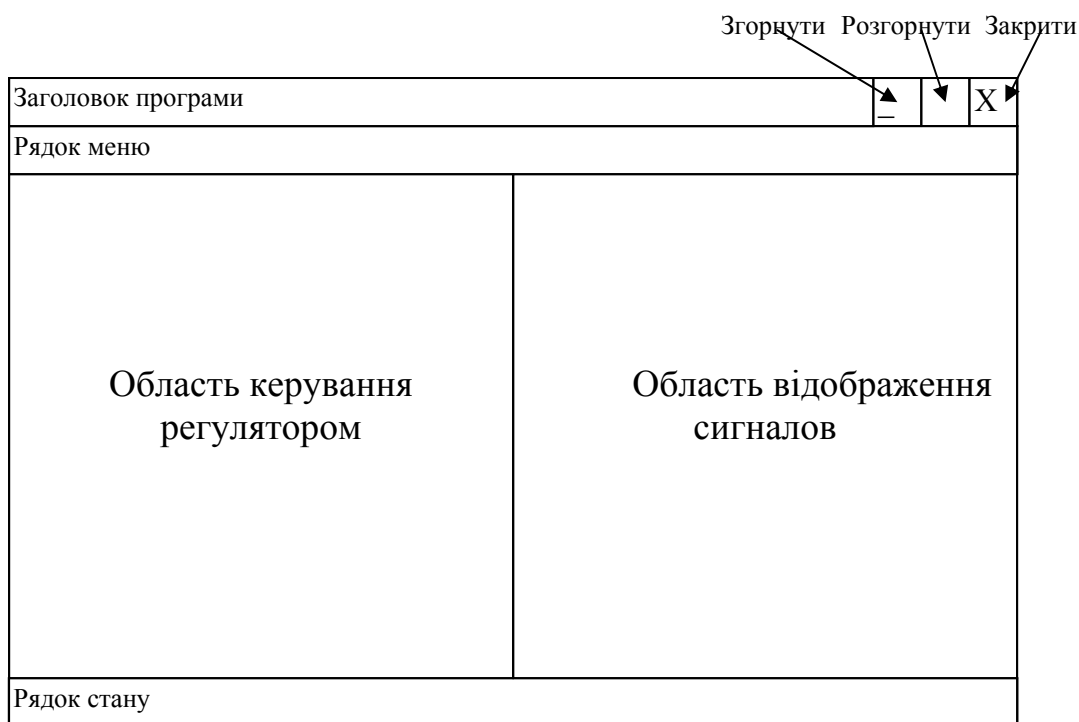 Згорнути Розгорнути Закрити
Заголовок програми
_
X
Рядок меню
Область керування
регулятором
Область відображення
сигналов
Рядок стану